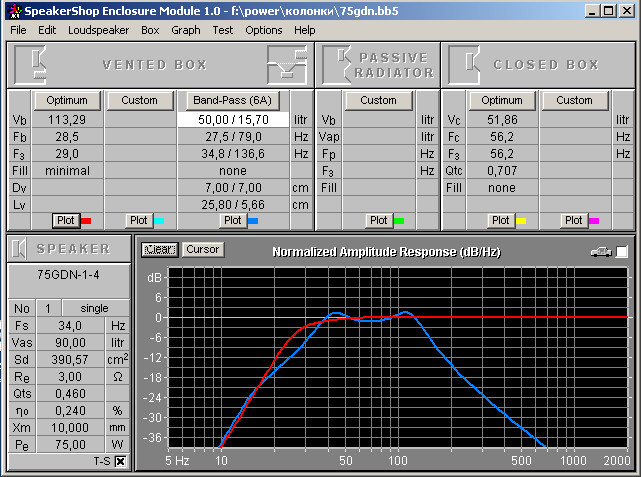 SpeakerShop Enclosure Module 1.0 - f:\power\колонки\75gdn.bb5
File Edit Loudspeaker Box Graph Test Options Help
VENTED BOX
PASSIVE RADIATOR
CLOSED BOX
Optimum Custom Band-Pass (6A) Custom Optimum Custom
Vb 113,29 50,00 / 15,70 litr Vb litr Vc 51,86 litr
Fb 28,5 27,5 / 79,0 Hz Vap litr Fc 56,2 Hz
F3 29,0 34,8 / 136,6 Hz Fp Hz F3 56,2 Hz
Fill minimal none F3 Hz Qtc 0,707
Dv 7,00 / 7,00 cm Fill Fill none
Lv 25,80 / 5,66 cm
Plot Plot Plot Plot Plot Plot
SPEAKER
75GDN-1-4
No 1 single
Fs 34,0 Hz
Vas 90,00 litr
Sd 390,57 cm2
Re 3,00 Ω
Qts 0,460
ηo 0,240 %
Xm 10,000 mm
Pe 75,00 W
T-S
Clear Cursor Normalized Amplitude Response (dB/Hz)
dB
6
0
-6
-12
-18
-24
-30
-36
5 Hz 10 50 100 500 1000 2000